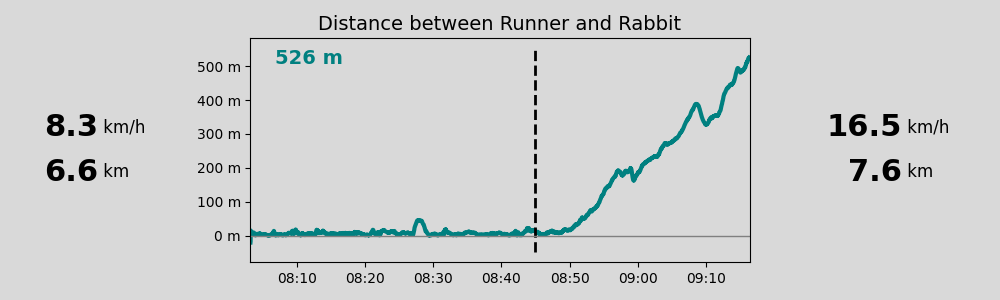 Distance between Runner and Rabbit
526 m
500 m
400 m
300 m
200 m
100 m
0 m
08:10 08:20 08:30 08:40 08:50 09:00 09:10
8.3 km/h
6.6 km
16.5 km/h
7.6 km